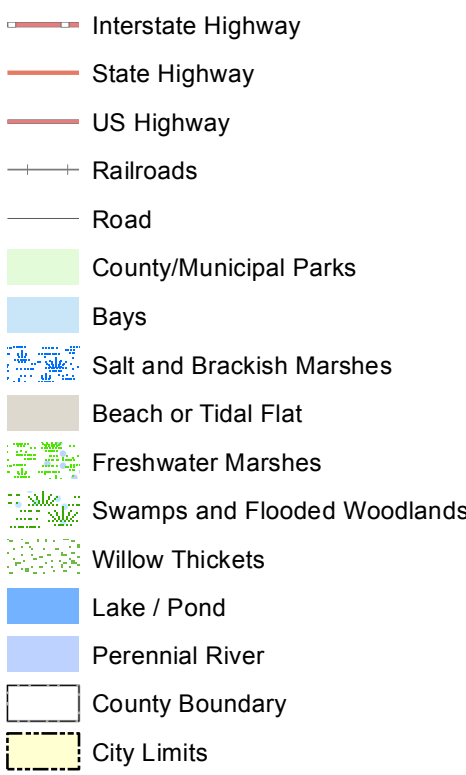 Interstate Highway
State Highway
US Highway
Railroads
Road
County/Municipal Parks
Bays
Salt and Brackish Marshes
Beach or Tidal Flat
Freshwater Marshes
Swamps and Flooded Woodlands
Willow Thickets
Lake / Pond
Perennial River
County Boundary
City Limits